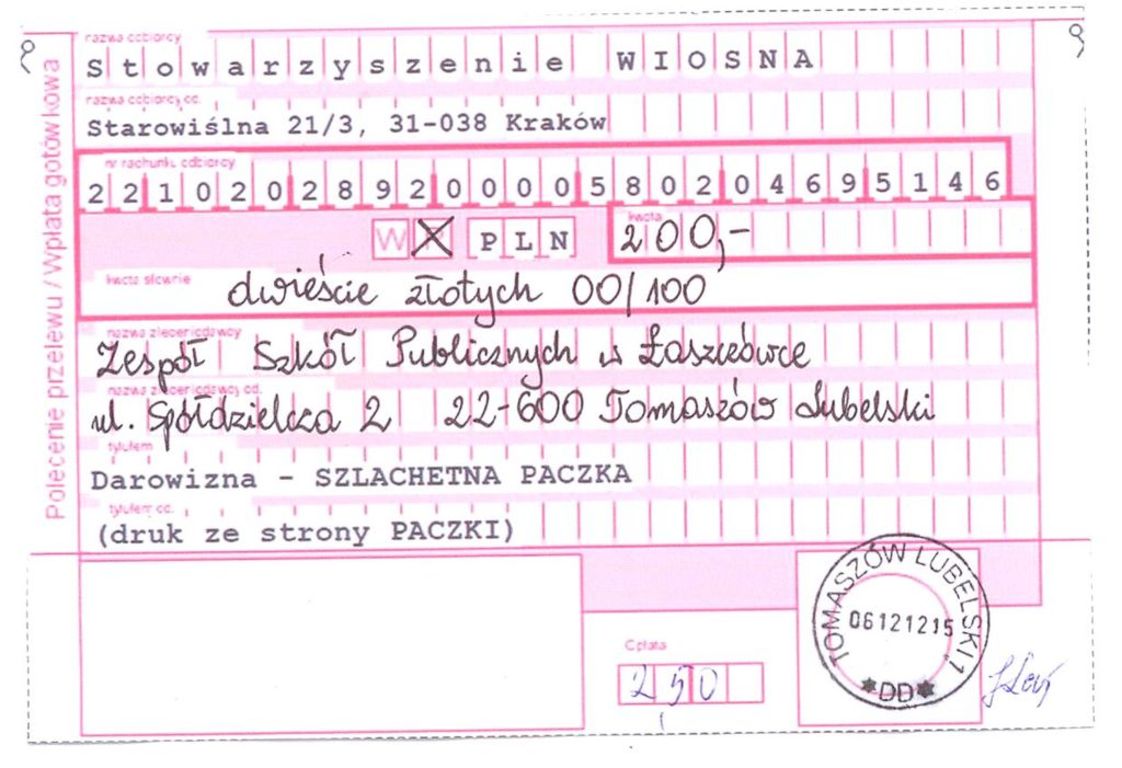 nazwa odbiorcy
Stowarzyszenie WIOSNA
nazwa odbiorcy cd.
Starowiślna 21/3, 31-038 Kraków
nr rachunku odbiorcy
22102028920000580204695146
W X PLN
kwota
200,-
kwota słownie
dwieście złotych 00/100
nazwa zleceniodawcy
Zespół Szkół Publicznych w Łaszczówce
nazwa zleceniodawcy cd.
ul. Spółdzielcza 2 22-600 Tomaszów Lubelski
tytułem
Darowizna - SZLACHETNA PACZKA
tytułem cd.
(druk ze strony PACZKI)
Polecenie przelewu / Wpłata gotówkowa
Opłata
2,50
TOMASZÓW LUBELSKI 1
06121215
*DD*